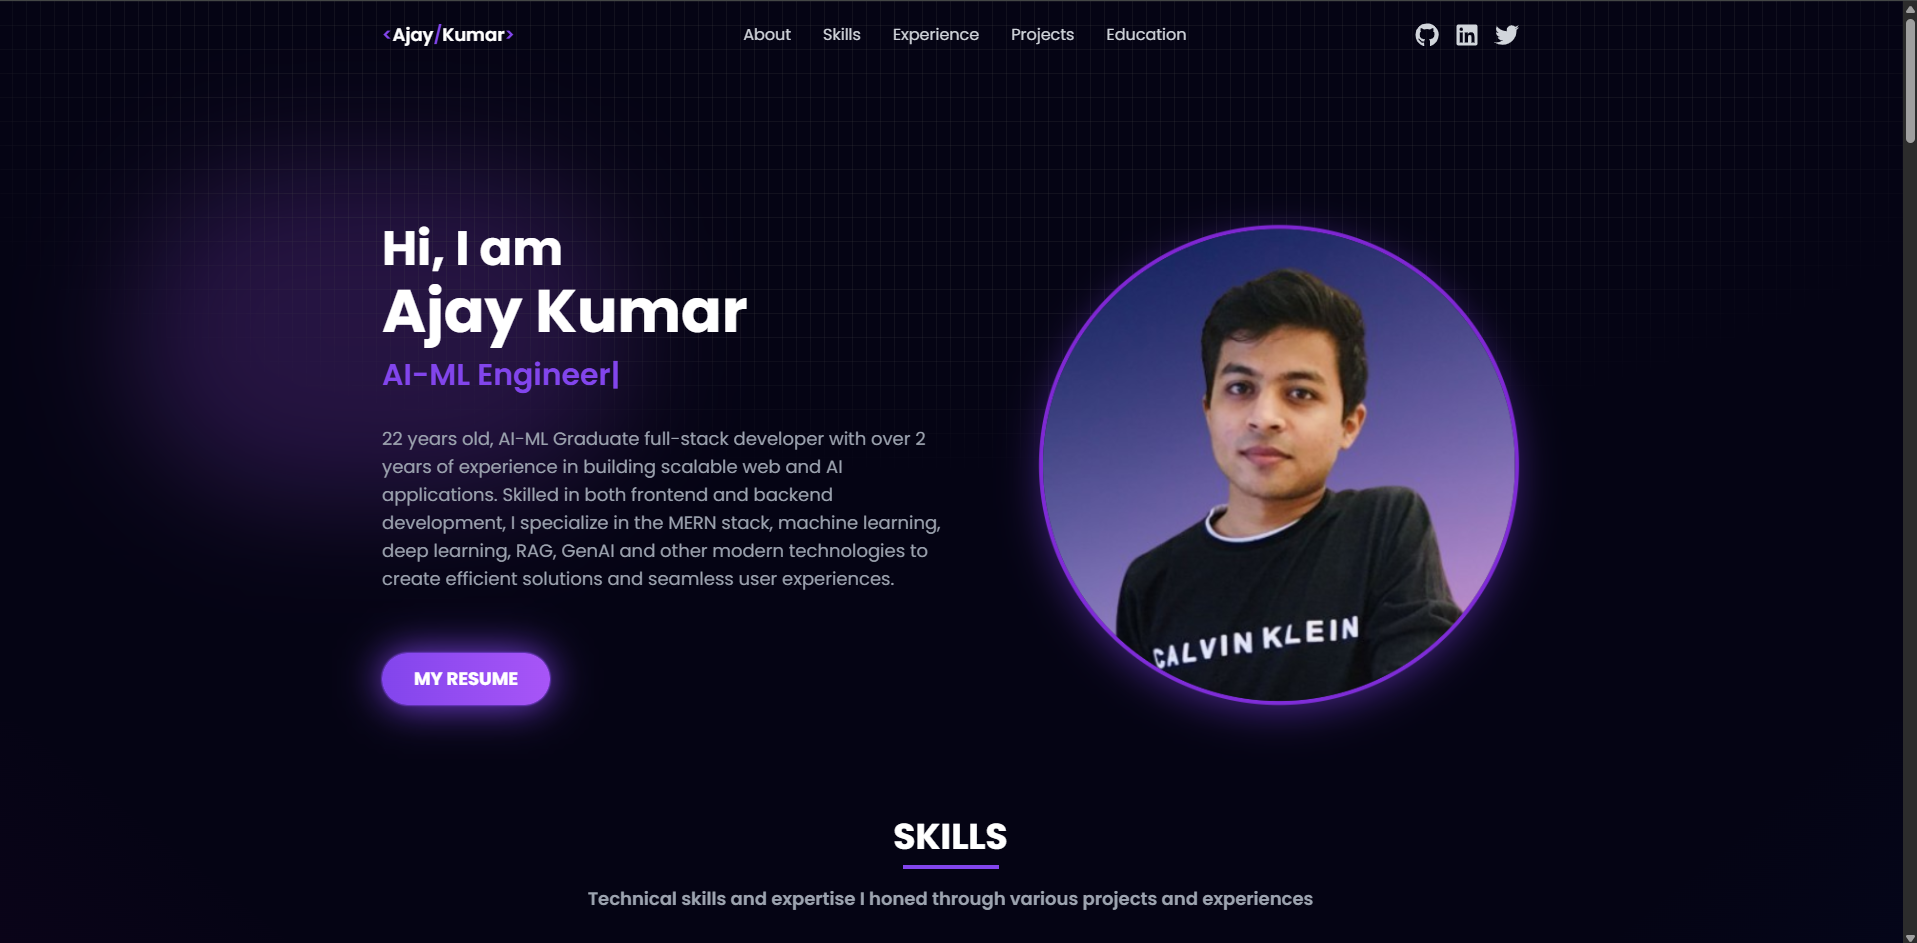 <Ajay/Kumar>
About Skills Experience Projects Education
Hi, I am
Ajay Kumar
AI-ML Engineer|
22 years old, AI-ML Graduate full-stack developer with over 2
years of experience in building scalable web and AI
applications. Skilled in both frontend and backend
development, I specialize in the MERN stack, machine learning,
deep learning, RAG, GenAI and other modern technologies to
create efficient solutions and seamless user experiences.
CALVIN KLEIN
MY RESUME
SKILLS
Technical skills and expertise I honed through various projects and experiences